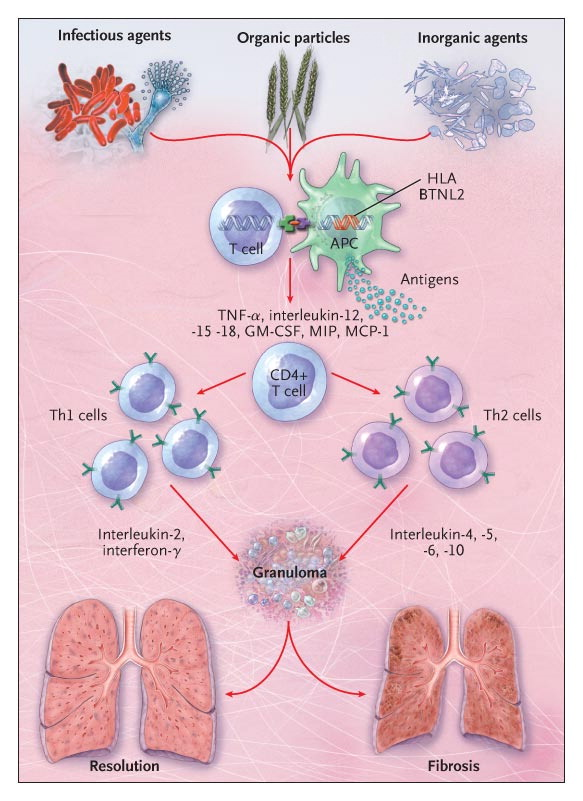 Infectious agents
Organic particles
Inorganic agents
HLA
BTNL2
T cell
APC
Antigens
TNF-α, interleukin-12,
-15 -18, GM-CSF, MIP, MCP-1
CD4+
T cell
Th1 cells
Th2 cells
Interleukin-2,
interferon-γ
Interleukin-4, -5,
-6, -10
Granuloma
Resolution
Fibrosis